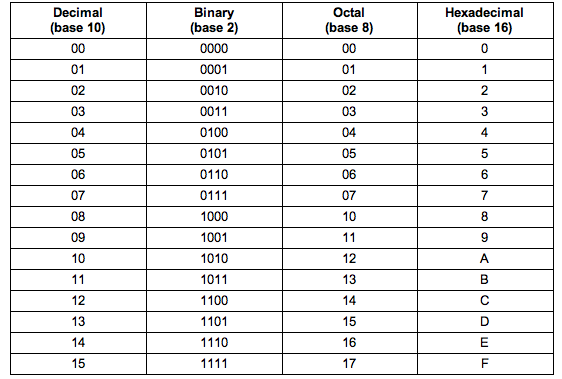 Decimal Binary Octal Hexadecimal
(base 10) (base 2) (base 8) (base 16)
00 0000 00 0
01 0001 01 1
02 0010 02 2
03 0011 03 3
04 0100 04 4
05 0101 05 5
06 0110 06 6
07 0111 07 7
08 1000 10 8
09 1001 11 9
10 1010 12 A
11 1011 13 B
12 1100 14 C
13 1101 15 D
14 1110 16 E
15 1111 17 F